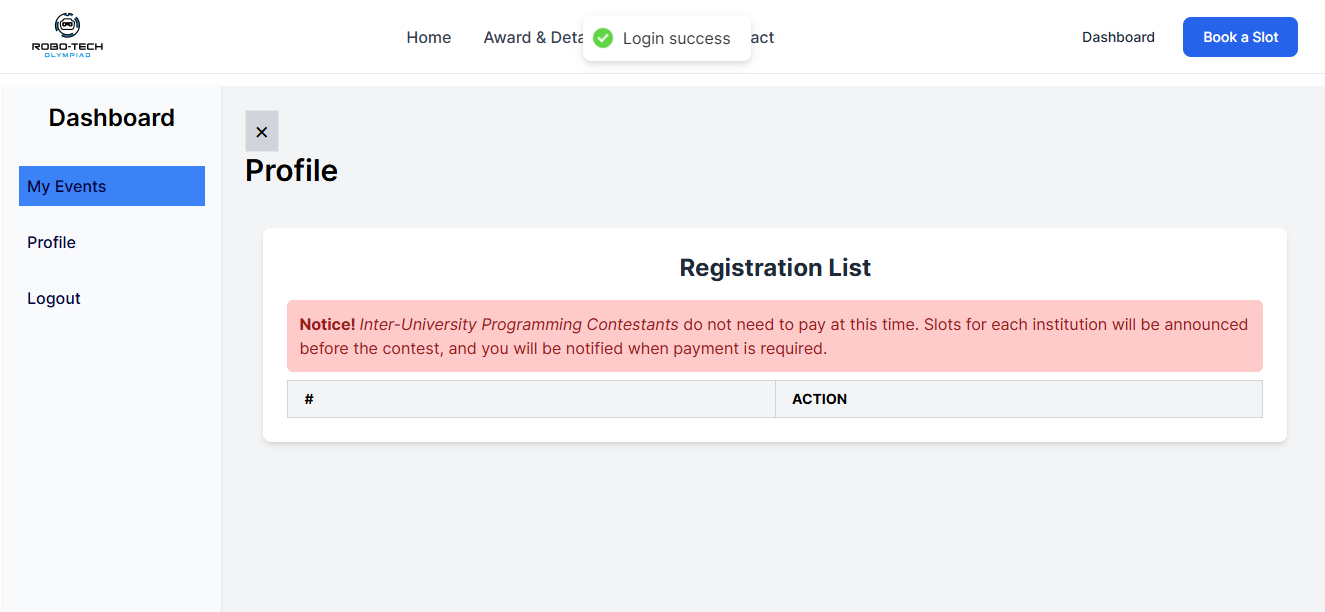 ROBO-TECH
OLYMPIAD
Home
Award & Deta
Login success
act
Dashboard
Book a Slot
Dashboard
My Events
Profile
Logout
×
Profile
Registration List
Notice! Inter-University Programming Contestants do not need to pay at this time. Slots for each institution will be announced
before the contest, and you will be notified when payment is required.
# ACTION